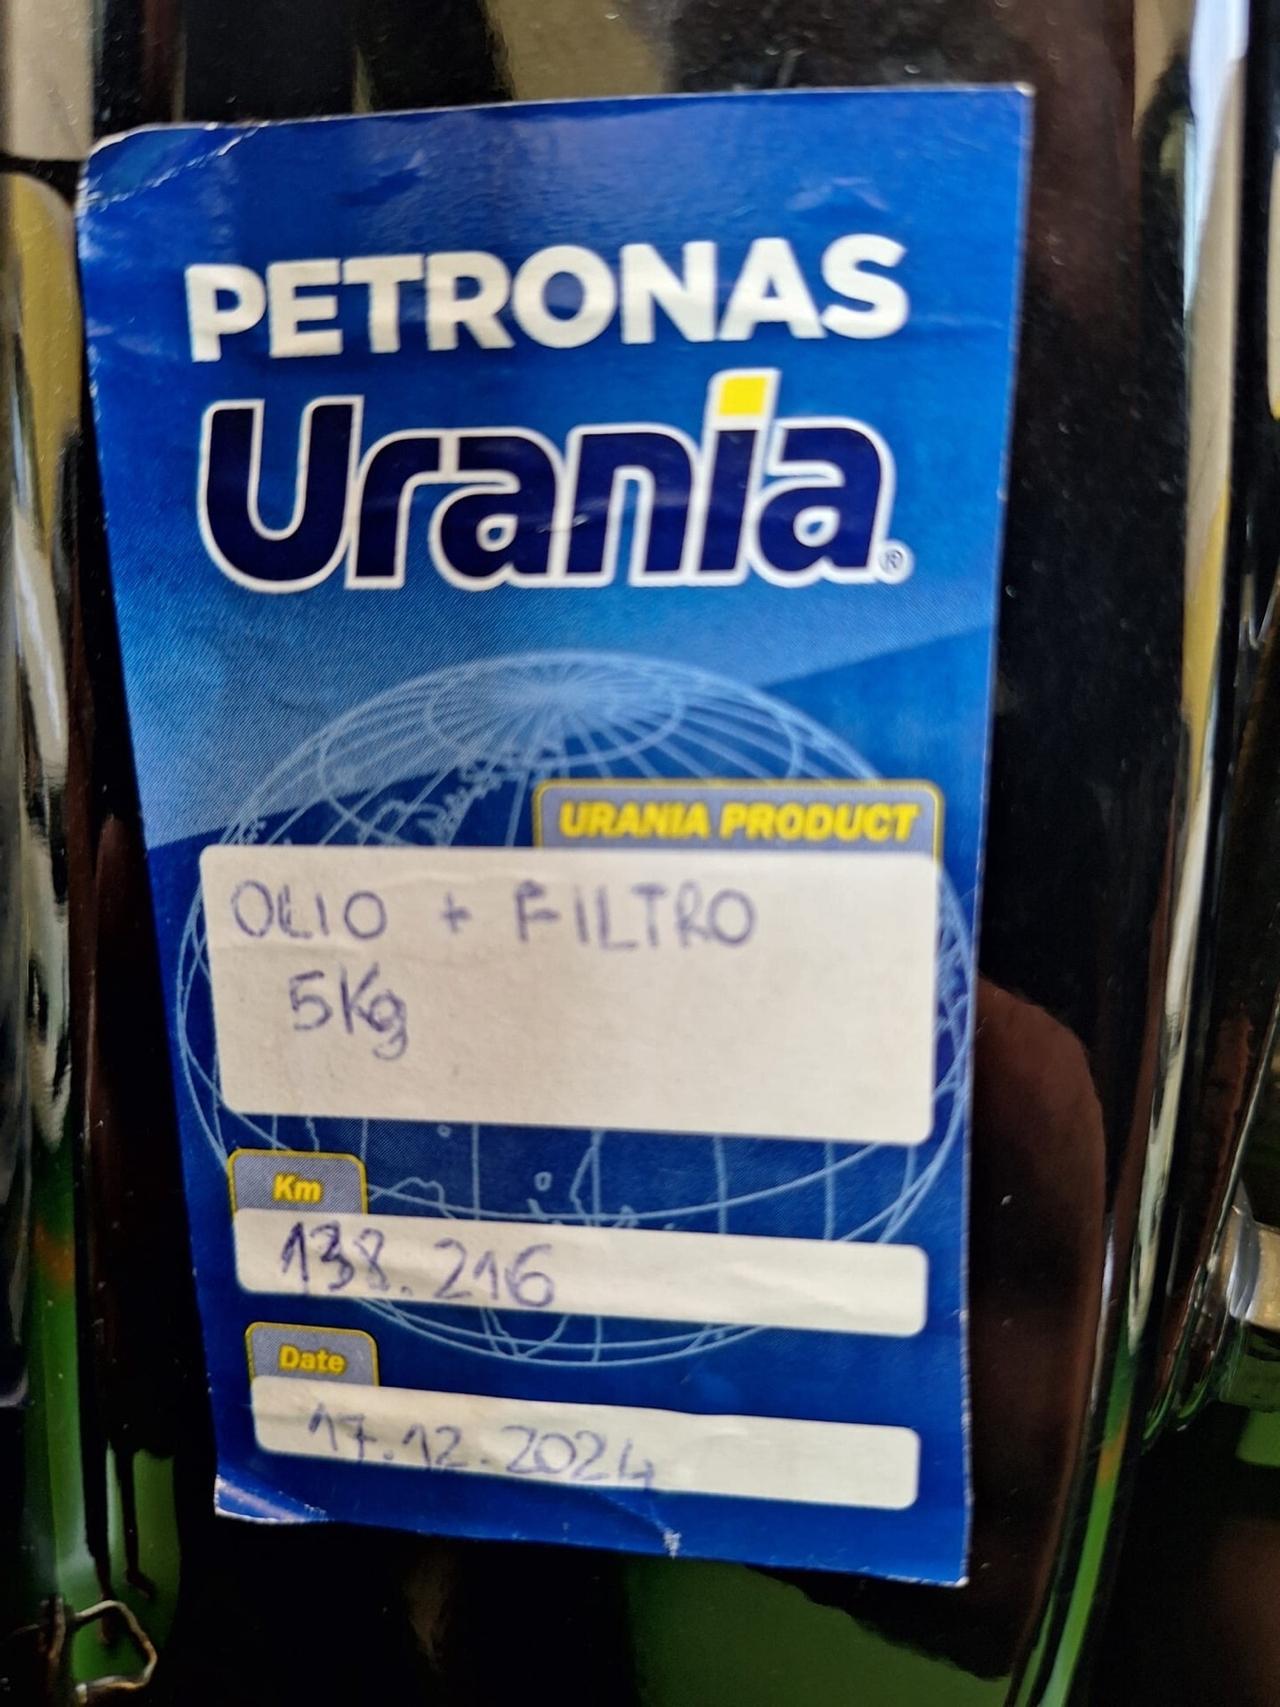 PETRONAS
Urania®
URANIA PRODUCT
OLIO + FILTRO
5Kg
Km
138.216
Date
17.12.2024